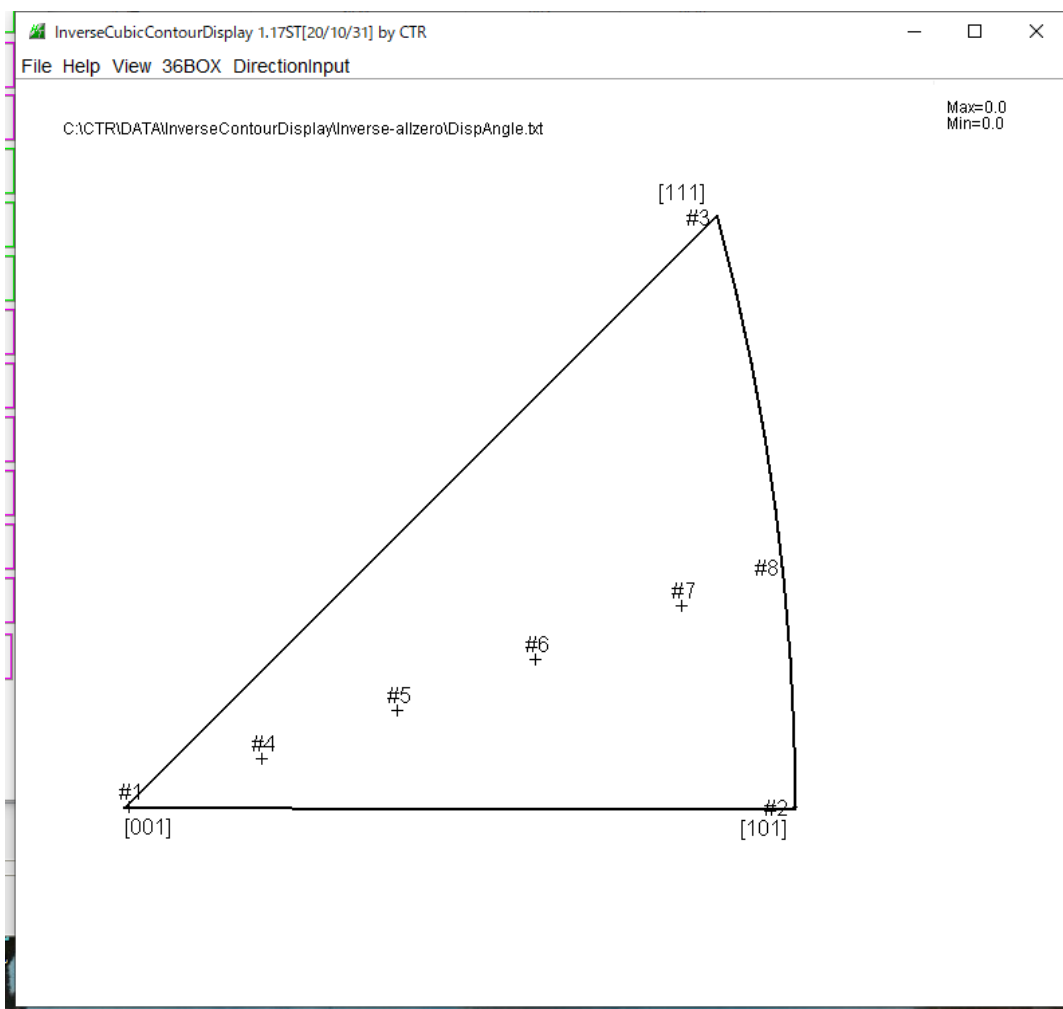 InverseCubicContourDisplay 1.17ST[20/10/31] by CTR
File Help View 36BOX DirectionInput
Max=0.0
Min=0.0
C:\CTR\DATA\InverseContourDisplay\Inverse-allzero\DispAngle.txt
[111]
#3
#8
#7
#6
#5
#4
#1
#2
[001]
[101]